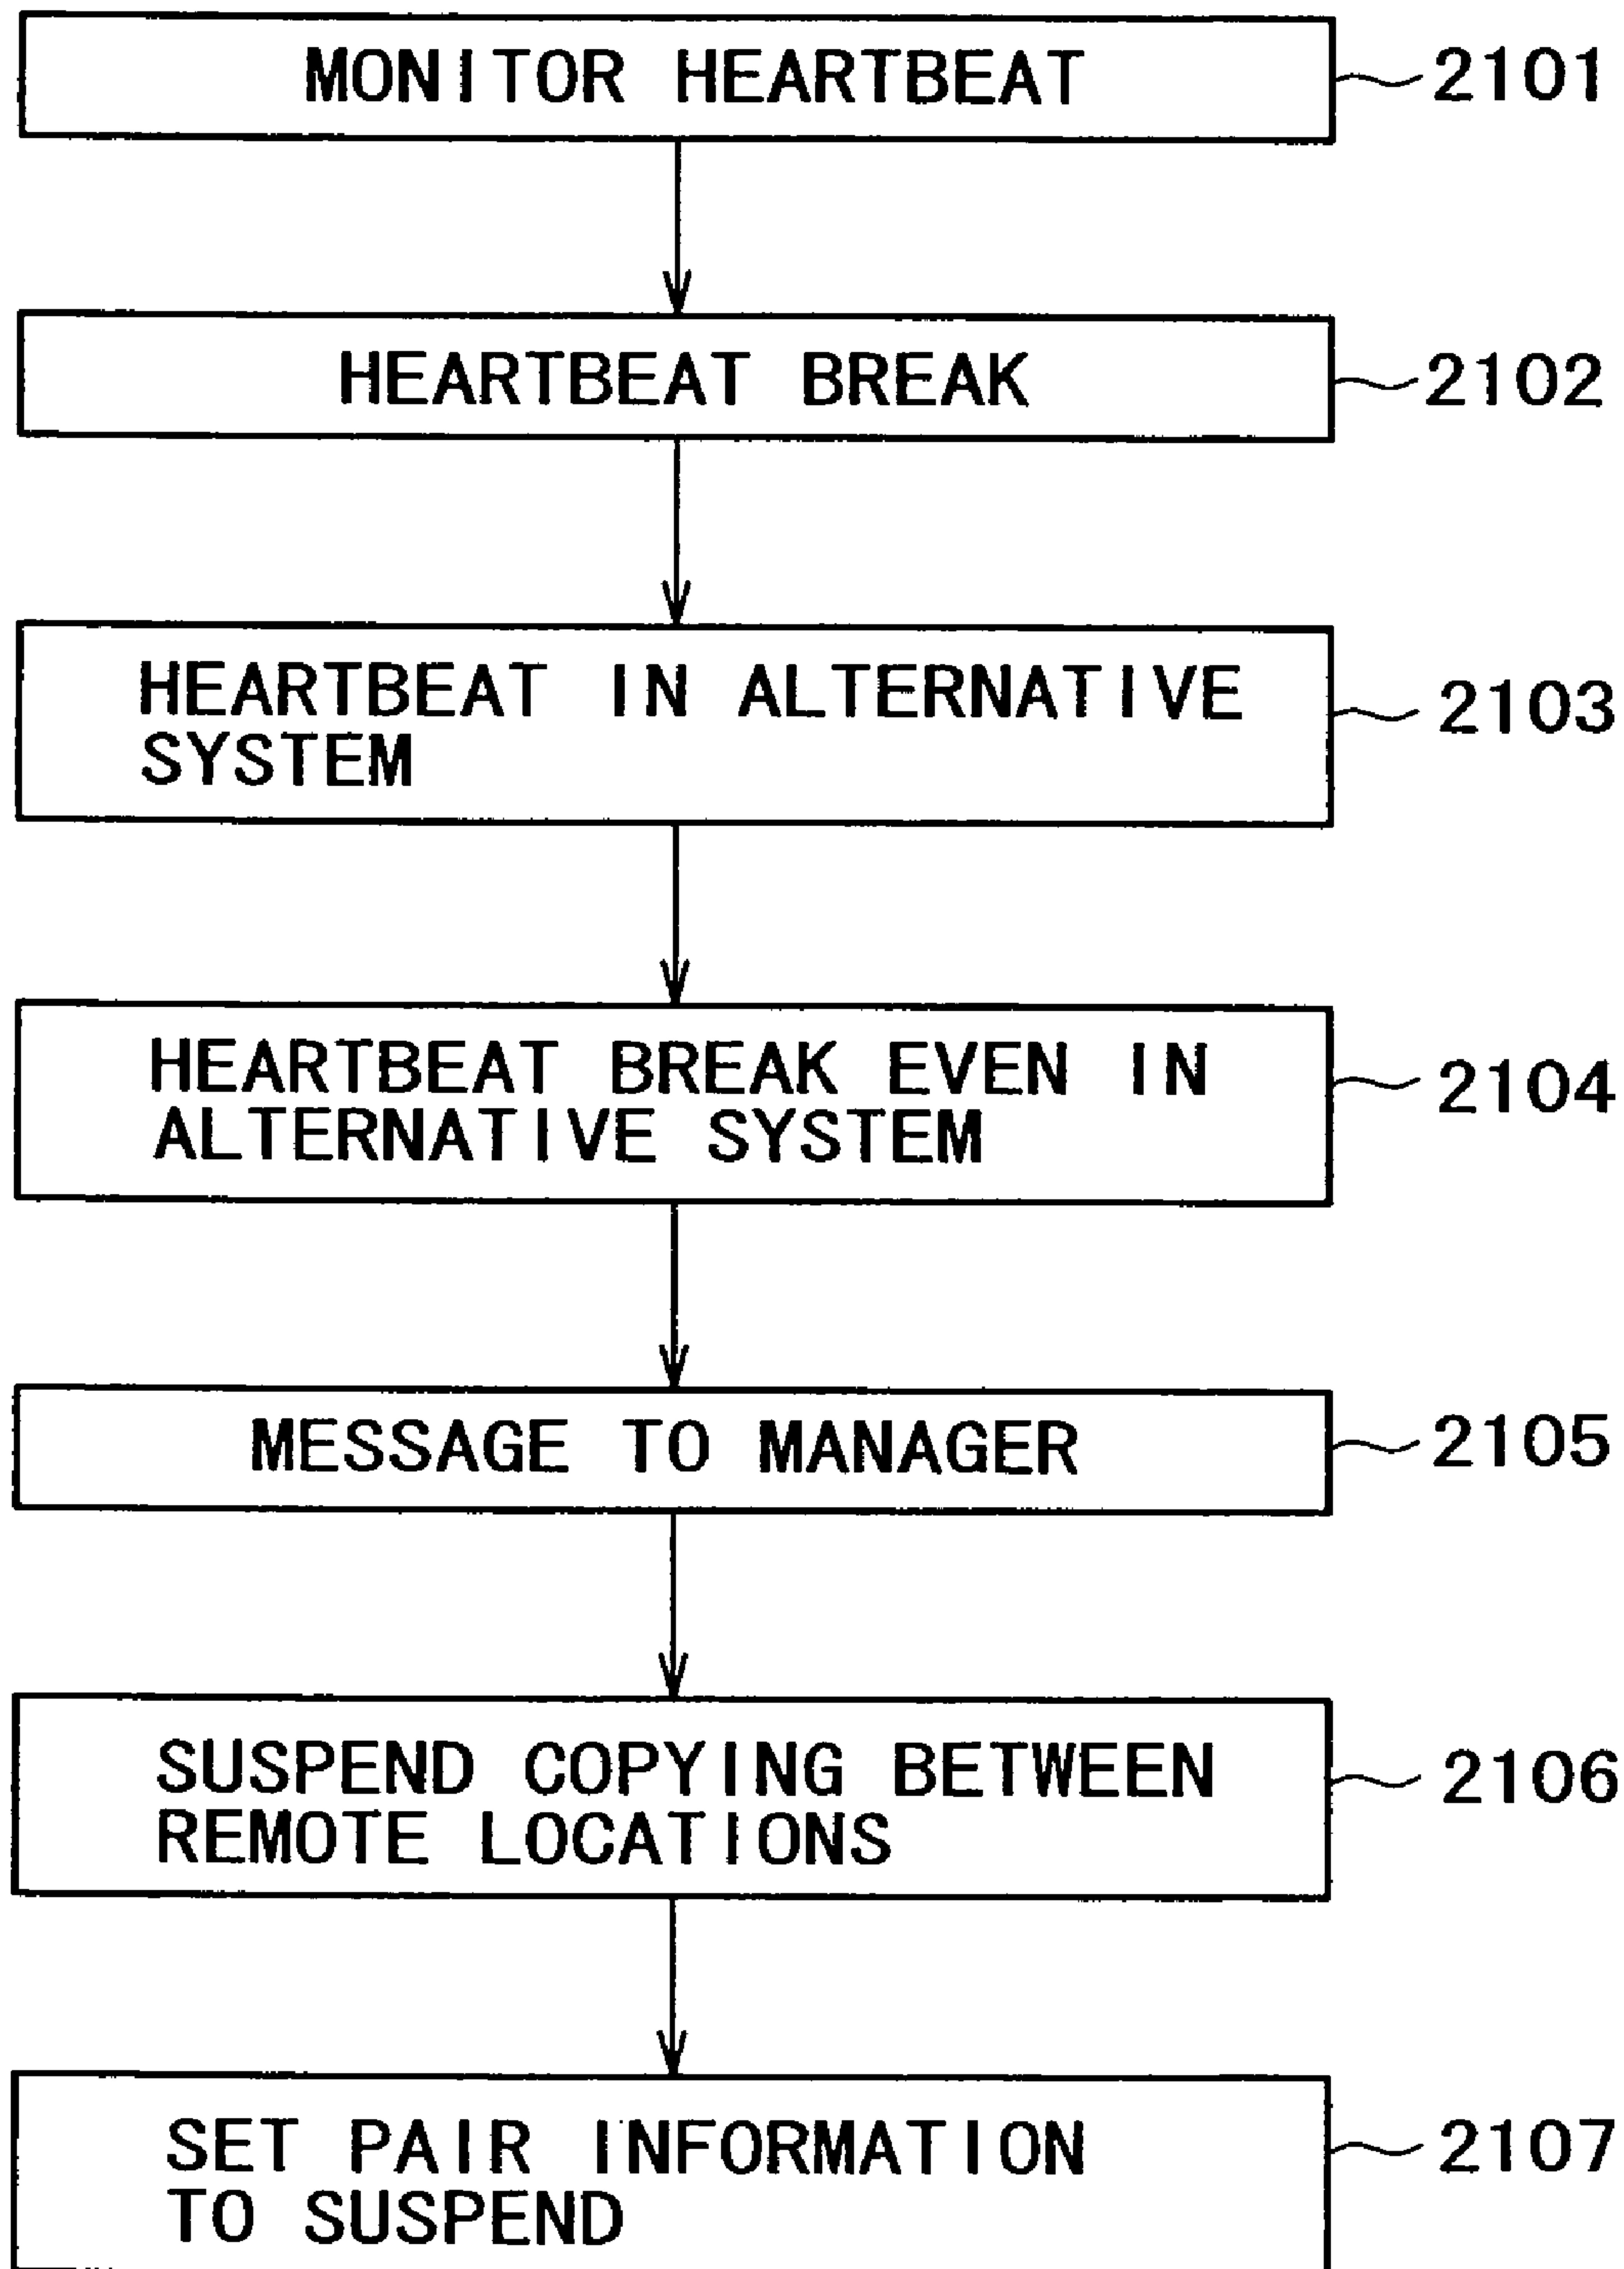 MONITOR HEARTBEAT 2101
HEARTBEAT BREAK 2102
HEARTBEAT IN ALTERNATIVE
SYSTEM
2103
HEARTBEAT BREAK EVEN IN
ALTERNATIVE SYSTEM
2104
MESSAGE TO MANAGER 2105
SUSPEND COPYING BETWEEN
REMOTE LOCATIONS
2106
SET PAIR INFORMATION
TO SUSPEND
2107